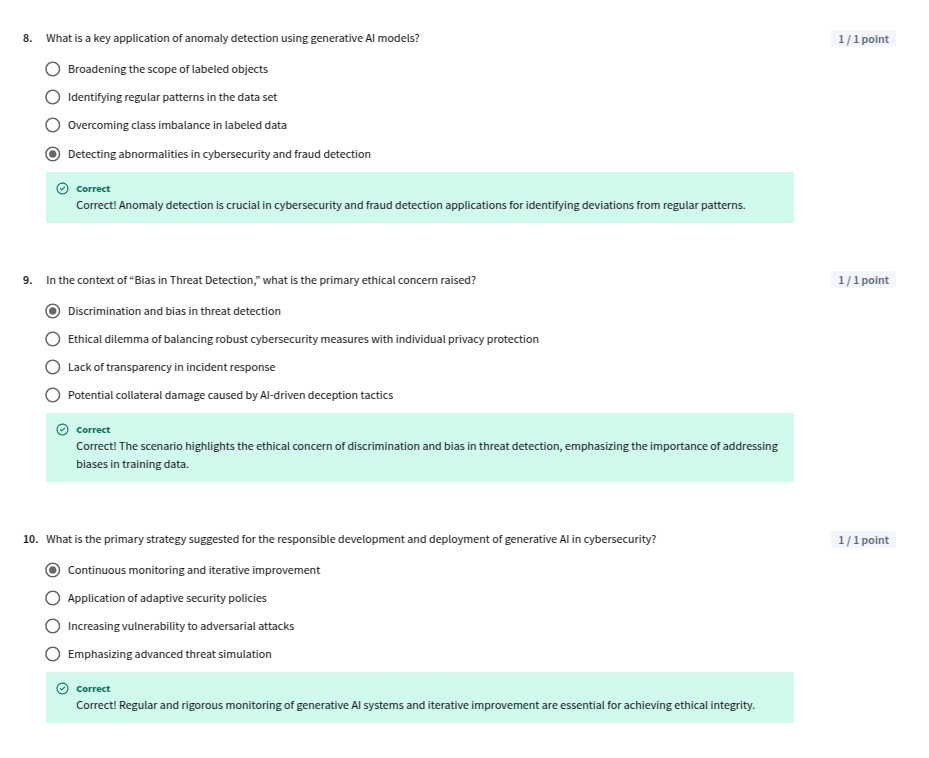 8. What is a key application of anomaly detection using generative AI models?
1 / 1 point
Broadening the scope of labeled objects
Identifying regular patterns in the data set
Overcoming class imbalance in labeled data
Detecting abnormalities in cybersecurity and fraud detection
Correct
Correct! Anomaly detection is crucial in cybersecurity and fraud detection applications for identifying deviations from regular patterns.
9. In the context of “Bias in Threat Detection,” what is the primary ethical concern raised?
1 / 1 point
Discrimination and bias in threat detection
Ethical dilemma of balancing robust cybersecurity measures with individual privacy protection
Lack of transparency in incident response
Potential collateral damage caused by AI-driven deception tactics
Correct
Correct! The scenario highlights the ethical concern of discrimination and bias in threat detection, emphasizing the importance of addressing
biases in training data.
10. What is the primary strategy suggested for the responsible development and deployment of generative AI in cybersecurity?
1 / 1 point
Continuous monitoring and iterative improvement
Application of adaptive security policies
Increasing vulnerability to adversarial attacks
Emphasizing advanced threat simulation
Correct
Correct! Regular and rigorous monitoring of generative AI systems and iterative improvement are essential for achieving ethical integrity.